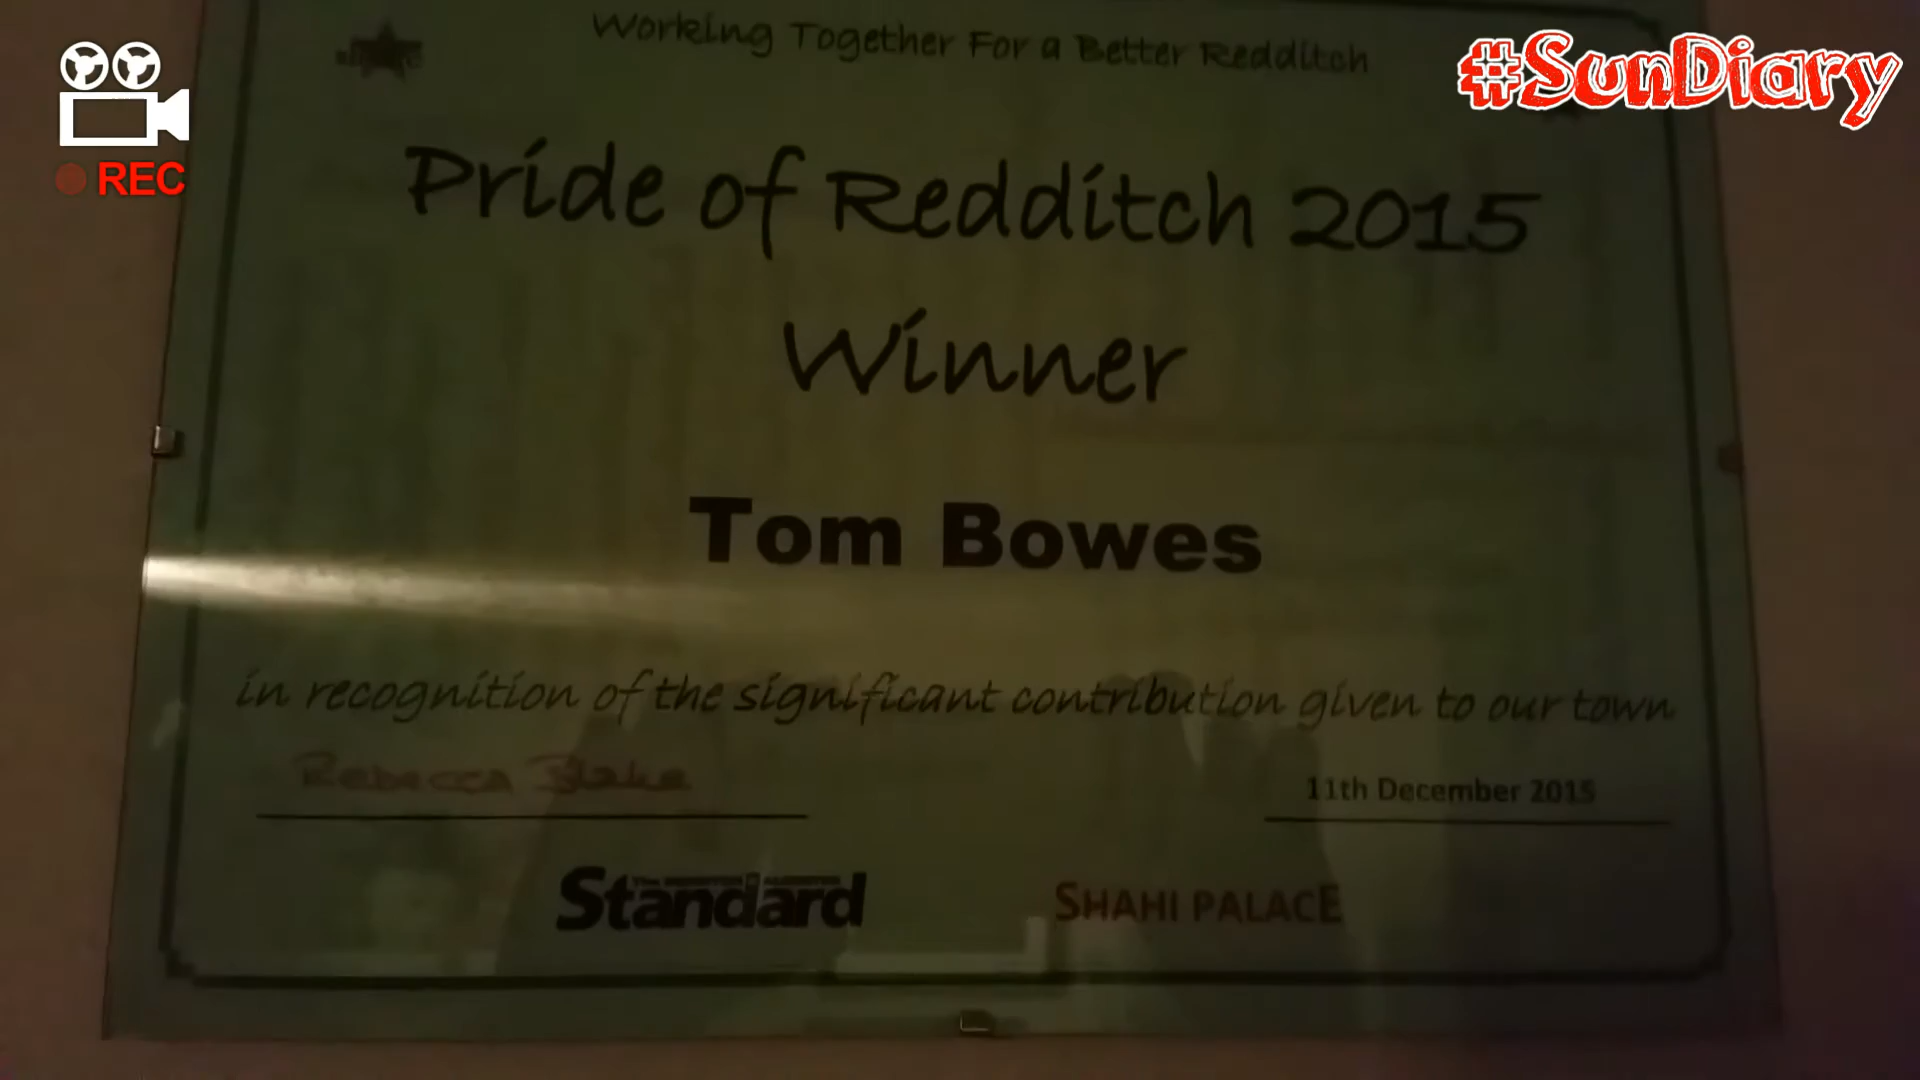 Working Together For a Better Redditch
#SunDiary
REC
Pride of Redditch 2015
Winner
Tom Bowes
in recognition of the significant contribution given to our town
Rebecca Blake
11th December 2015
Standard
SHAHI PALACE